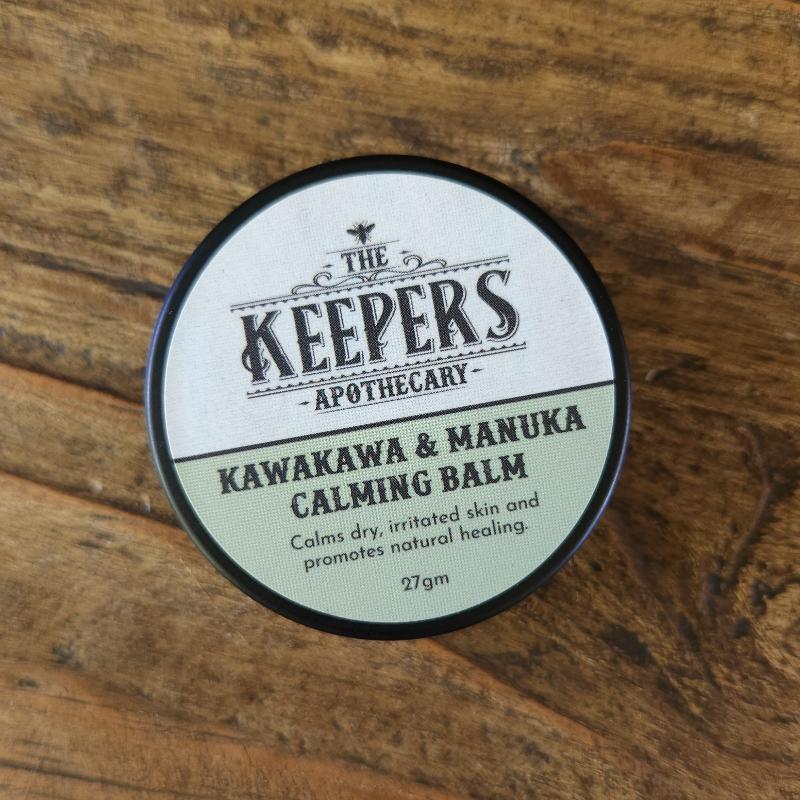 THE
KEEPERS
-APOTHECARY-
KAWAKAWA & MANUKA
CALMING BALM
Calms dry, irritated skin and
promotes natural healing.
27gm